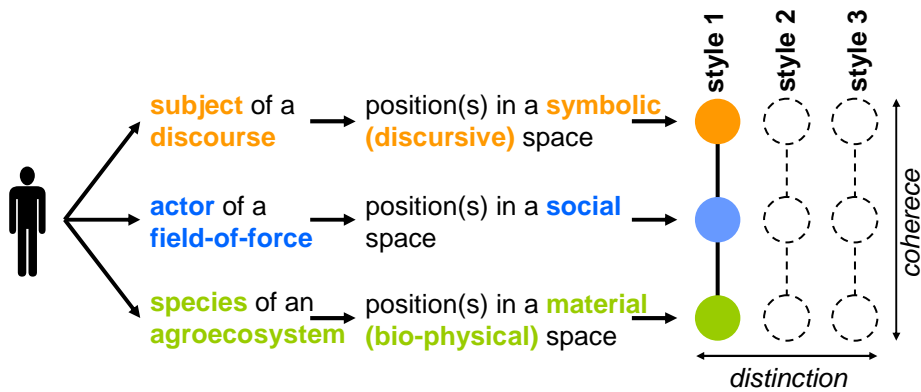 style 1
style 2
style 3
subject of a
discourse
position(s) in a symbolic
(discursive) space
actor of a
field-of-force
position(s) in a social
space
species of an
agroecosystem
position(s) in a material
(bio-physical) space
coherece
distinction